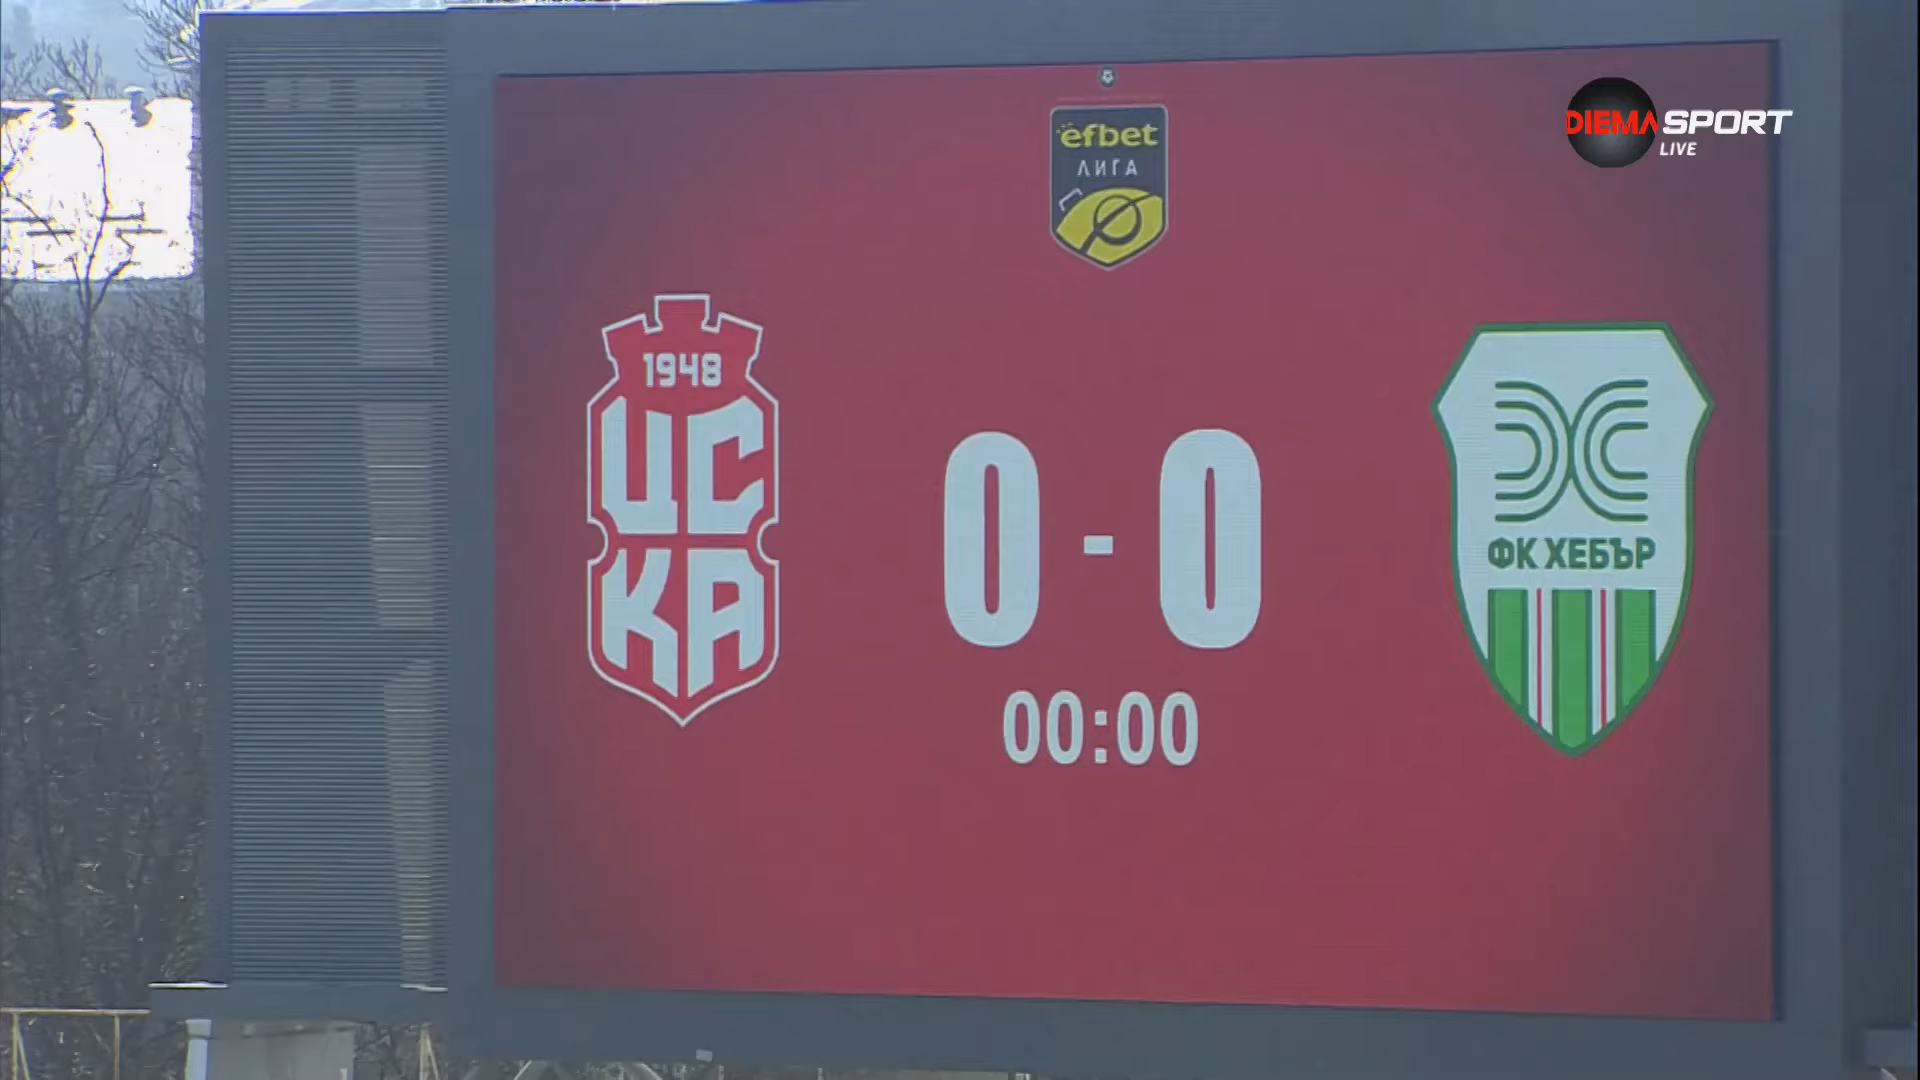 efbet
ЛИГА
DIEMA SPORT
LIVE
1948
ЦС
КА
0 - 0
ФК ХЕБЪР
00:00